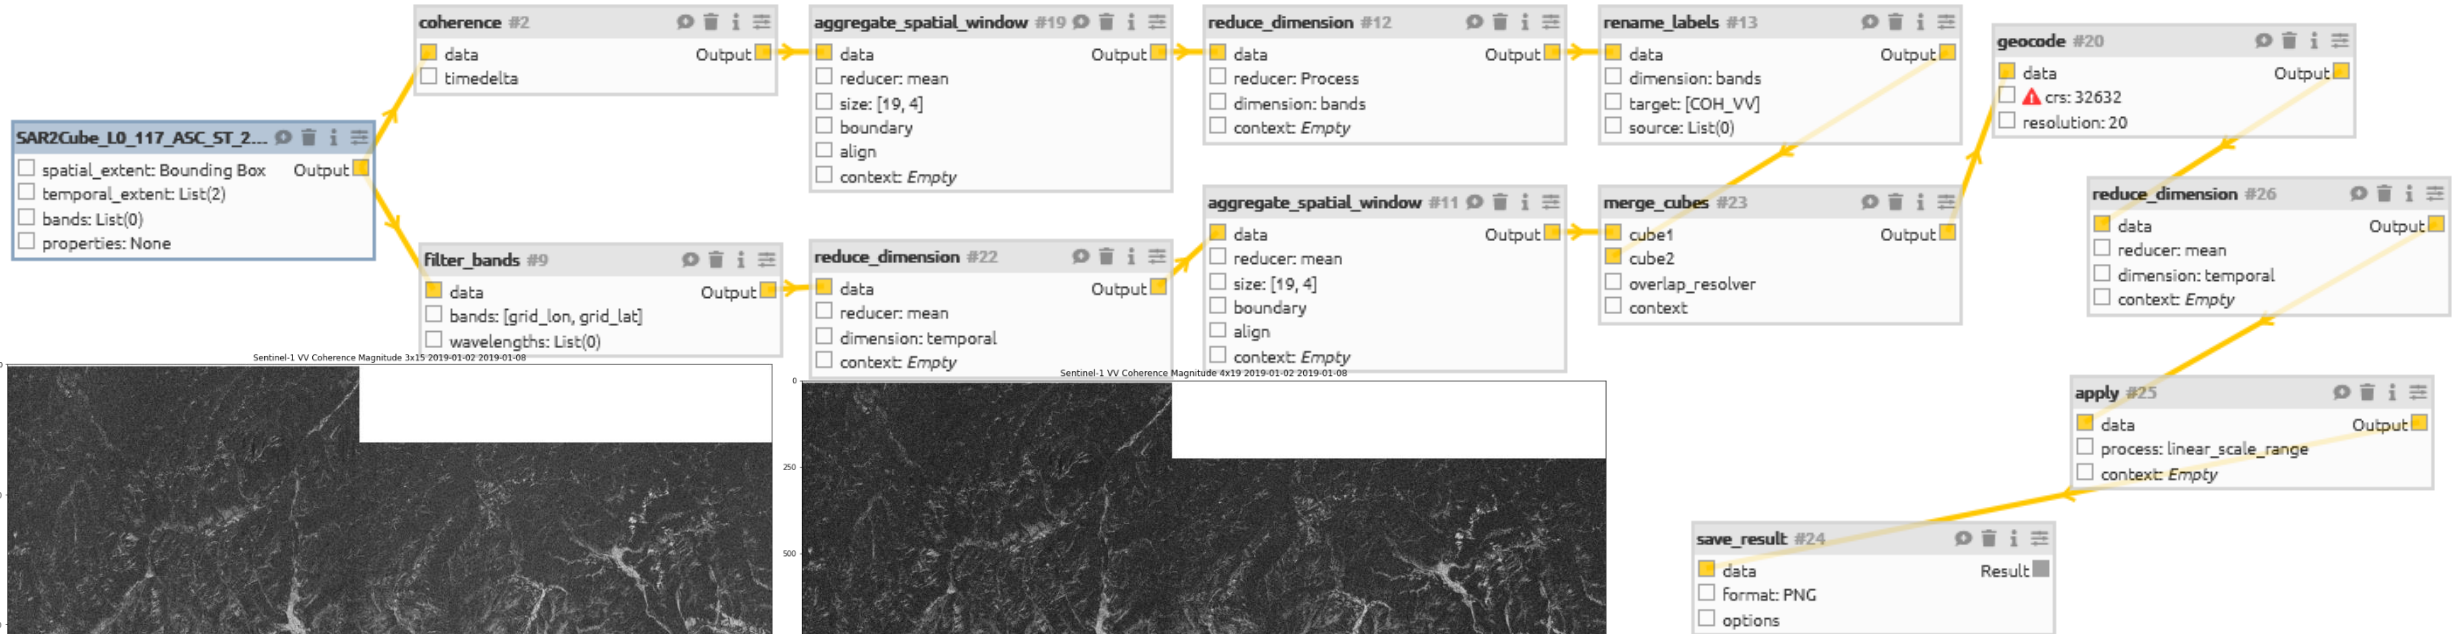 coherence #2
data Output
timedelta
aggregate_spatial_window #19
data Output
reducer: mean
size: [19, 4]
boundary
align
context: Empty
reduce_dimension #12
data Output
reducer: Process
dimension: bands
context: Empty
rename_labels #13
data Output
dimension: bands
target: [COH_VV]
source: List(0)
geocode #20
data Output
crs: 32632
resolution: 20
SAR2Cube_L0_117_ASC_ST_2...
spatial_extent: Bounding Box Output
temporal_extent: List(2)
bands: List(0)
properties: None
filter_bands #9
data Output
bands: [grid_lon, grid_lat]
wavelengths: List(0)
reduce_dimension #22
data Output
reducer: mean
dimension: temporal
context: Empty
aggregate_spatial_window #11
data Output
reducer: mean
size: [19, 4]
boundary
align
context: Empty
merge_cubes #23
cube1 Output
cube2
overlap_resolver
context
reduce_dimension #26
data Output
reducer: mean
dimension: temporal
context: Empty
apply #25
data Output
process: linear_scale_range
context: Empty
save_result #24
data Result
format: PNG
options
Sentinel-1 VV Coherence Magnitude 3x15 2019-01-02 2019-01-08
Sentinel-1 VV Coherence Magnitude 4x19 2019-01-02 2019-01-08
0
250
500